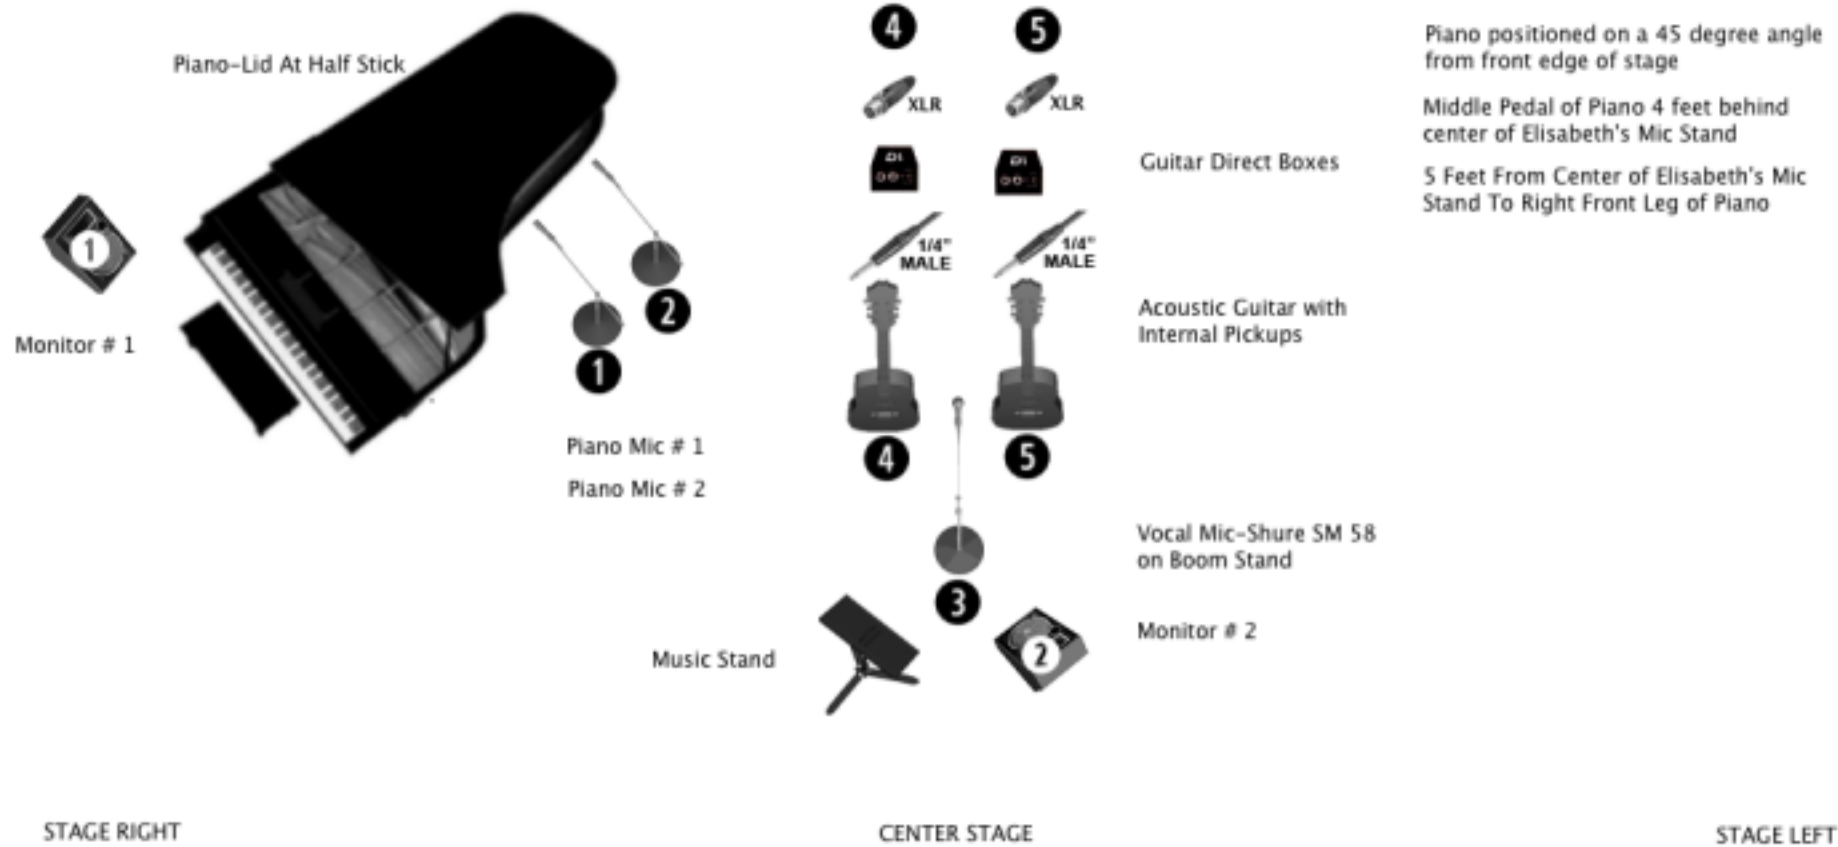 Piano-Lid At Half Stick
4
5
Piano positioned on a 45 degree angle
from front edge of stage
XLR
XLR
Middle Pedal of Piano 4 feet behind
center of Elisabeth's Mic Stand
DI
DI
Guitar Direct Boxes
5 Feet From Center of Elisabeth's Mic
Stand To Right Front Leg of Piano
1
Monitor # 1
2
1
1/4"
MALE
1/4"
MALE
Acoustic Guitar with
Internal Pickups
Piano Mic # 1
Piano Mic # 2
4
5
Vocal Mic-Shure SM 58
on Boom Stand
3
Music Stand
2
Monitor # 2
STAGE RIGHT
CENTER STAGE
STAGE LEFT